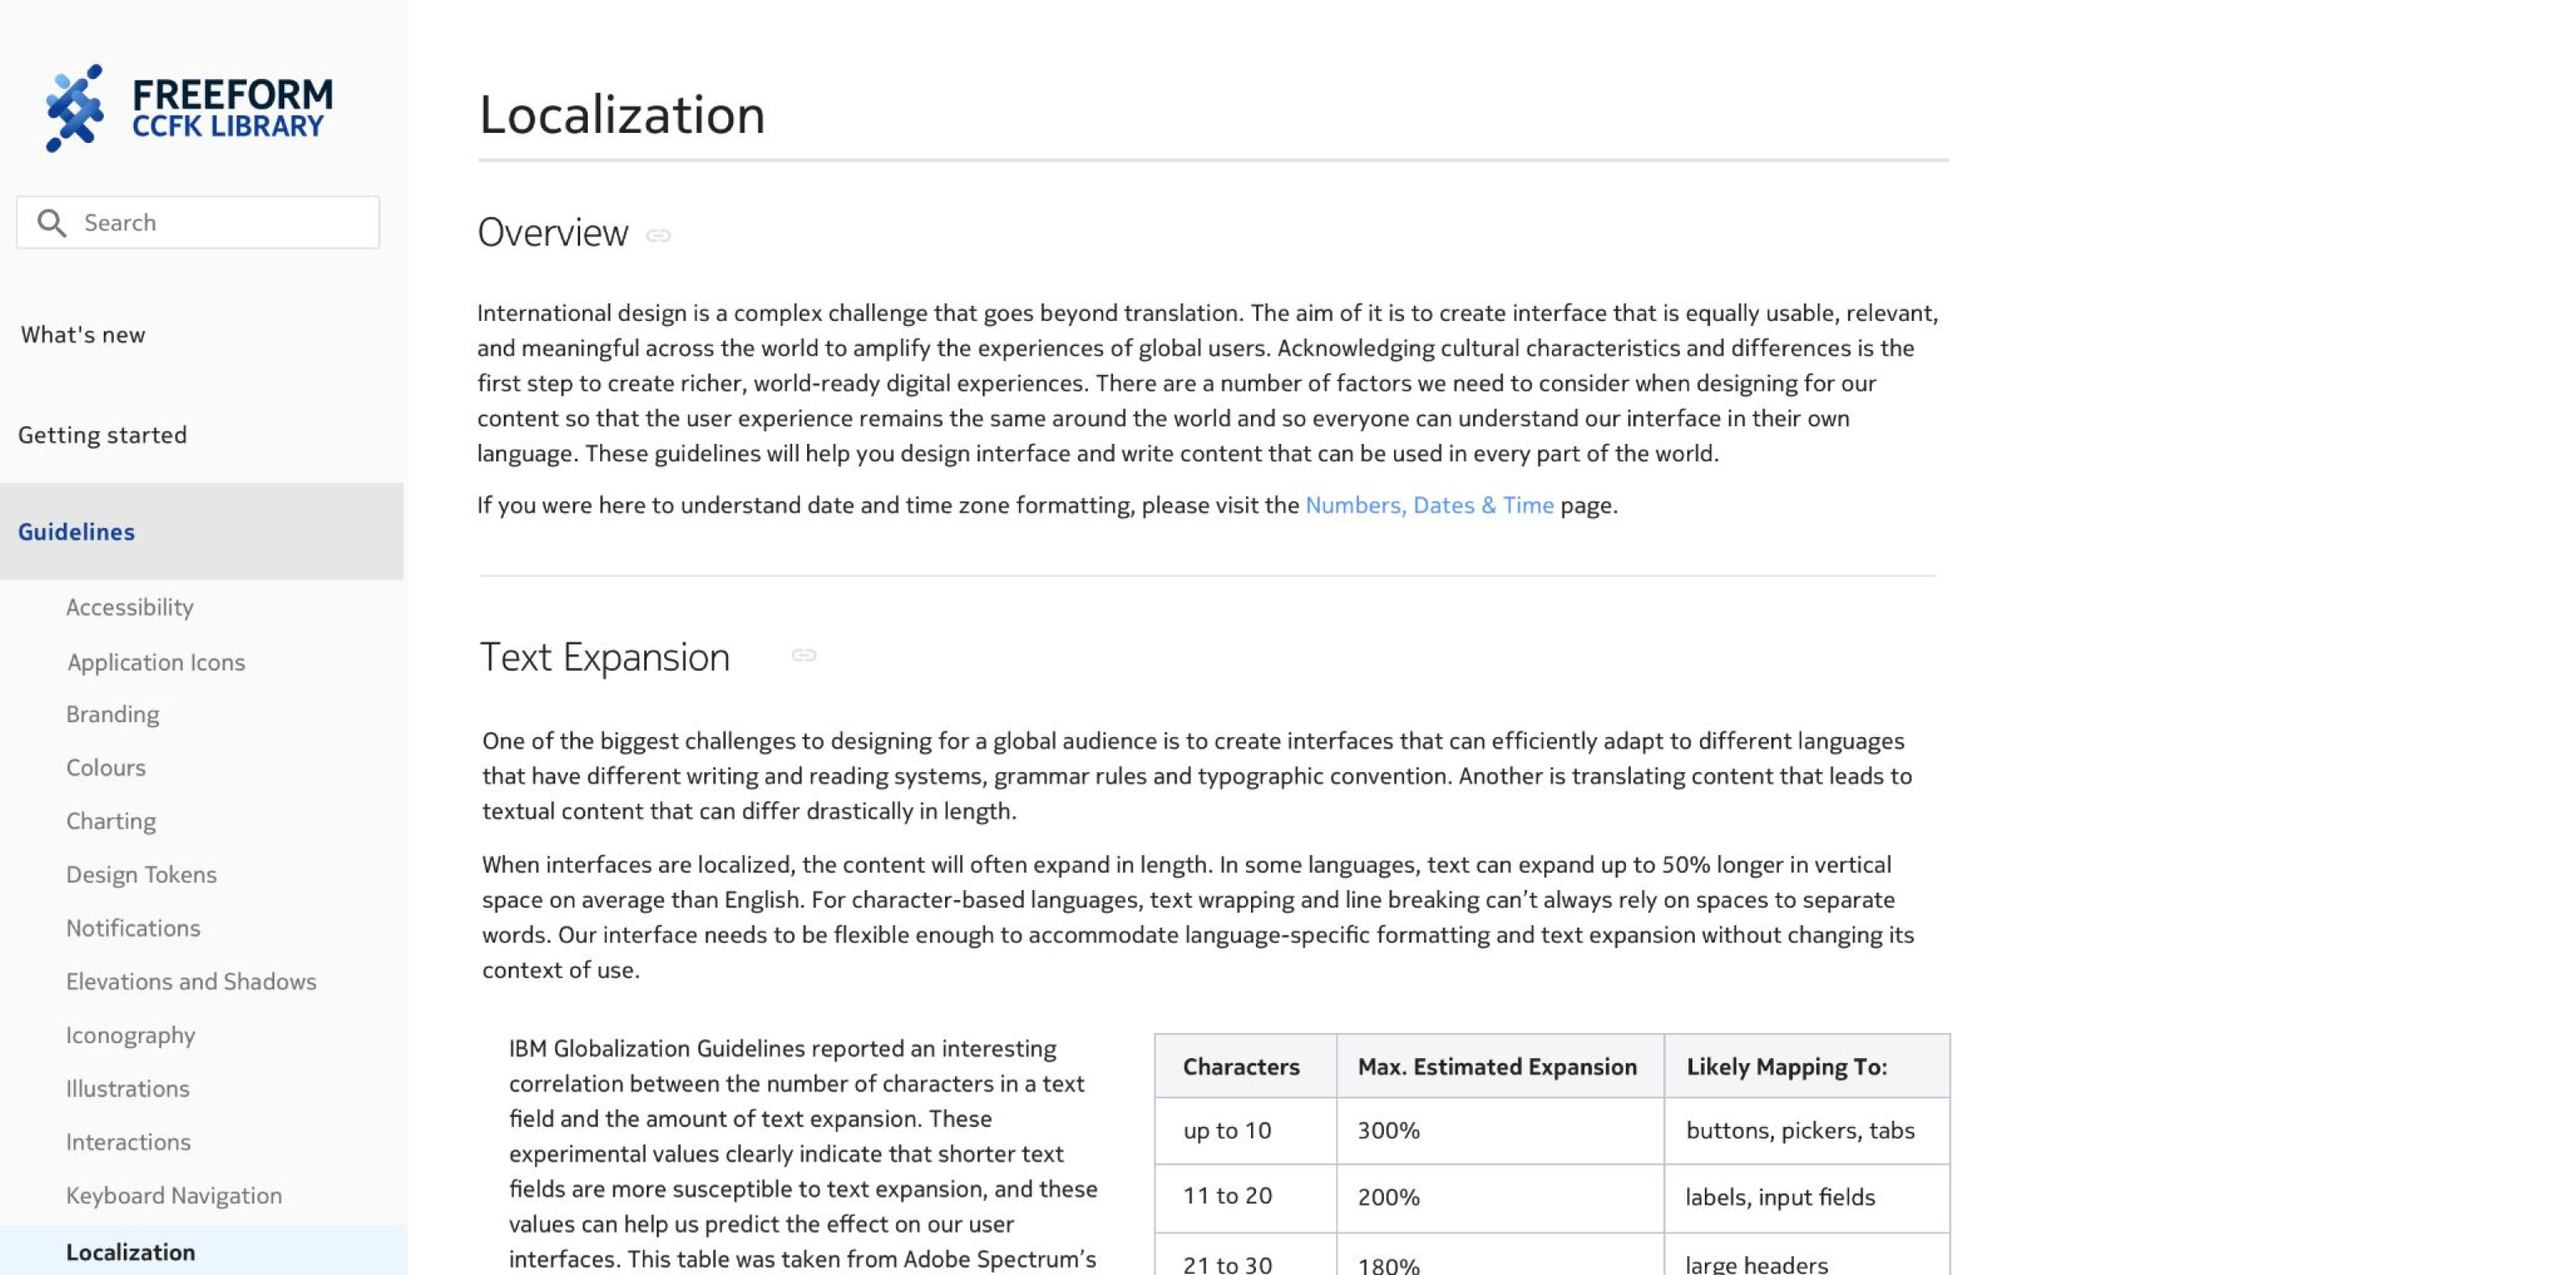 FREEFORM
CCFK LIBRARY
Search
What's new
Getting started
Guidelines
Accessibility
Application Icons
Branding
Colours
Charting
Design Tokens
Notifications
Elevations and Shadows
Iconography
Illustrations
Interactions
Keyboard Navigation
Localization
Localization
Overview
International design is a complex challenge that goes beyond translation. The aim of it is to create interface that is equally usable, relevant,
and meaningful across the world to amplify the experiences of global users. Acknowledging cultural characteristics and differences is the
first step to create richer, world-ready digital experiences. There are a number of factors we need to consider when designing for our
content so that the user experience remains the same around the world and so everyone can understand our interface in their own
language. These guidelines will help you design interface and write content that can be used in every part of the world.
If you were here to understand date and time zone formatting, please visit the Numbers, Dates & Time page.
Text Expansion
One of the biggest challenges to designing for a global audience is to create interfaces that can efficiently adapt to different languages
that have different writing and reading systems, grammar rules and typographic convention. Another is translating content that leads to
textual content that can differ drastically in length.
When interfaces are localized, the content will often expand in length. In some languages, text can expand up to 50% longer in vertical
space on average than English. For character-based languages, text wrapping and line breaking can’t always rely on spaces to separate
words. Our interface needs to be flexible enough to accommodate language-specific formatting and text expansion without changing its
context of use.
IBM Globalization Guidelines reported an interesting
correlation between the number of characters in a text
field and the amount of text expansion. These
experimental values clearly indicate that shorter text
fields are more susceptible to text expansion, and these
values can help us predict the effect on our user
interfaces. This table was taken from Adobe Spectrum’s
Characters Max. Estimated Expansion Likely Mapping To:
up to 10 300% buttons, pickers, tabs
11 to 20 200% labels, input fields
21 to 30 180% large headers